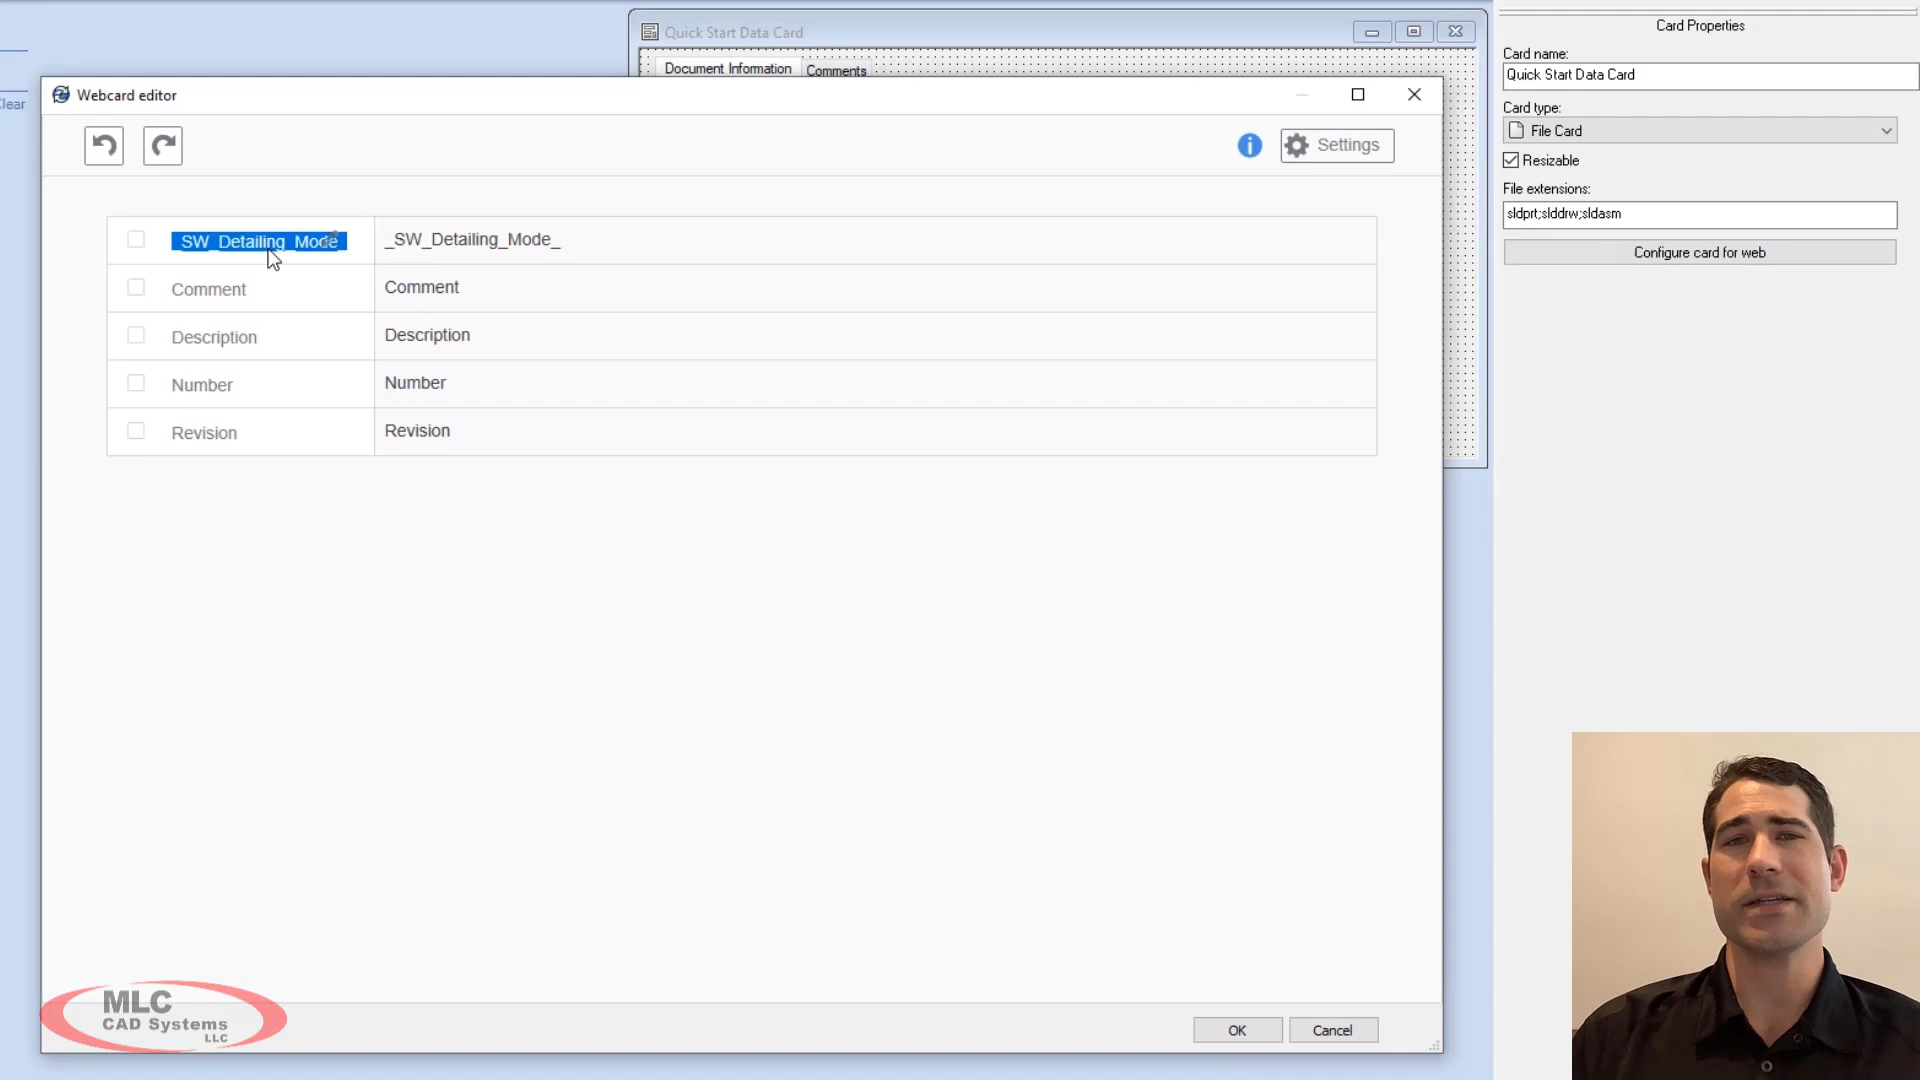 Quick Start Data Card
Card Properties
Document Information
Comments
Card name:
Quick Start Data Card
Card type:
File Card
Resizable
File extensions:
sldprt;slddrw;sldasm
Configure card for web
Clear
Webcard editor
Settings
_SW_Detailing_Mode_
_SW_Detailing_Mode_
Comment
Comment
Description
Description
Number
Number
Revision
Revision
OK
Cancel
MLC
CAD Systems
LLC